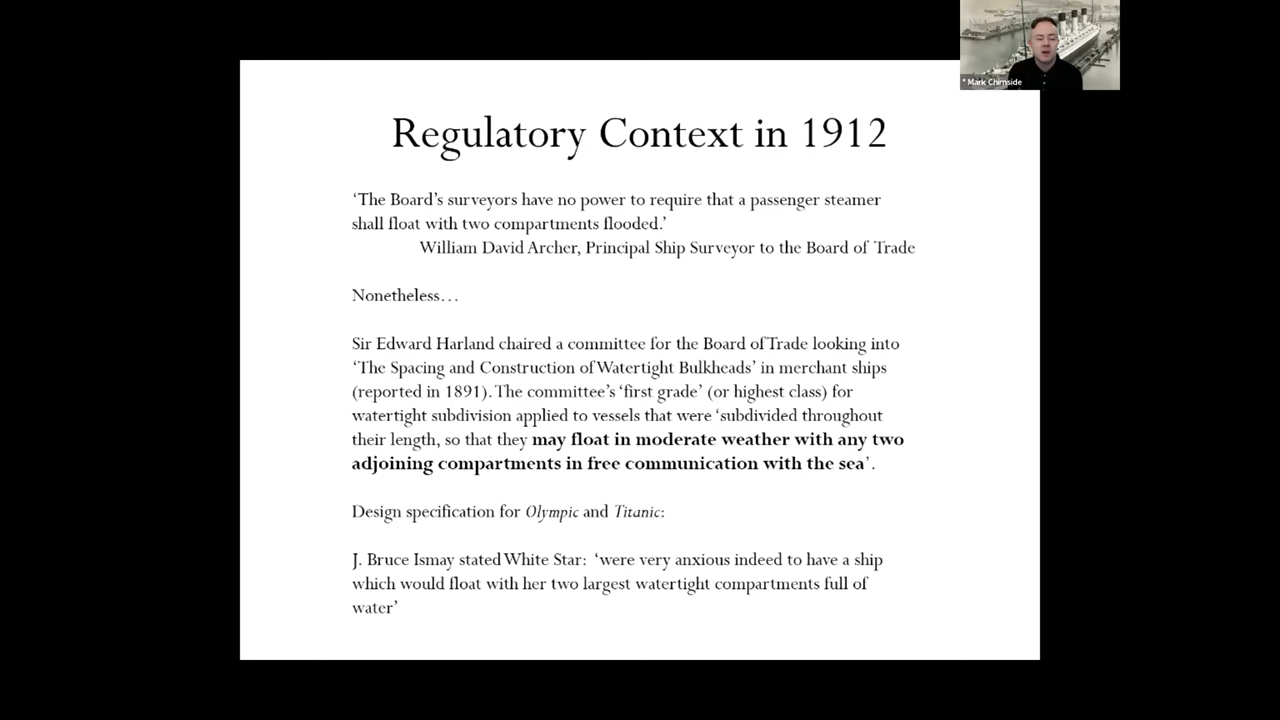 * Mark Chirnside
Regulatory Context in 1912
‘The Board’s surveyors have no power to require that a passenger steamer
shall float with two compartments flooded.’
William David Archer, Principal Ship Surveyor to the Board of Trade
Nonetheless…
Sir Edward Harland chaired a committee for the Board of Trade looking into
‘The Spacing and Construction of Watertight Bulkheads’ in merchant ships
(reported in 1891). The committee’s ‘first grade’ (or highest class) for
watertight subdivision applied to vessels that were ‘subdivided throughout
their length, so that they may float in moderate weather with any two
adjoining compartments in free communication with the sea’.
Design specification for Olympic and Titanic:
J. Bruce Ismay stated White Star: ‘were very anxious indeed to have a ship
which would float with her two largest watertight compartments full of
water’